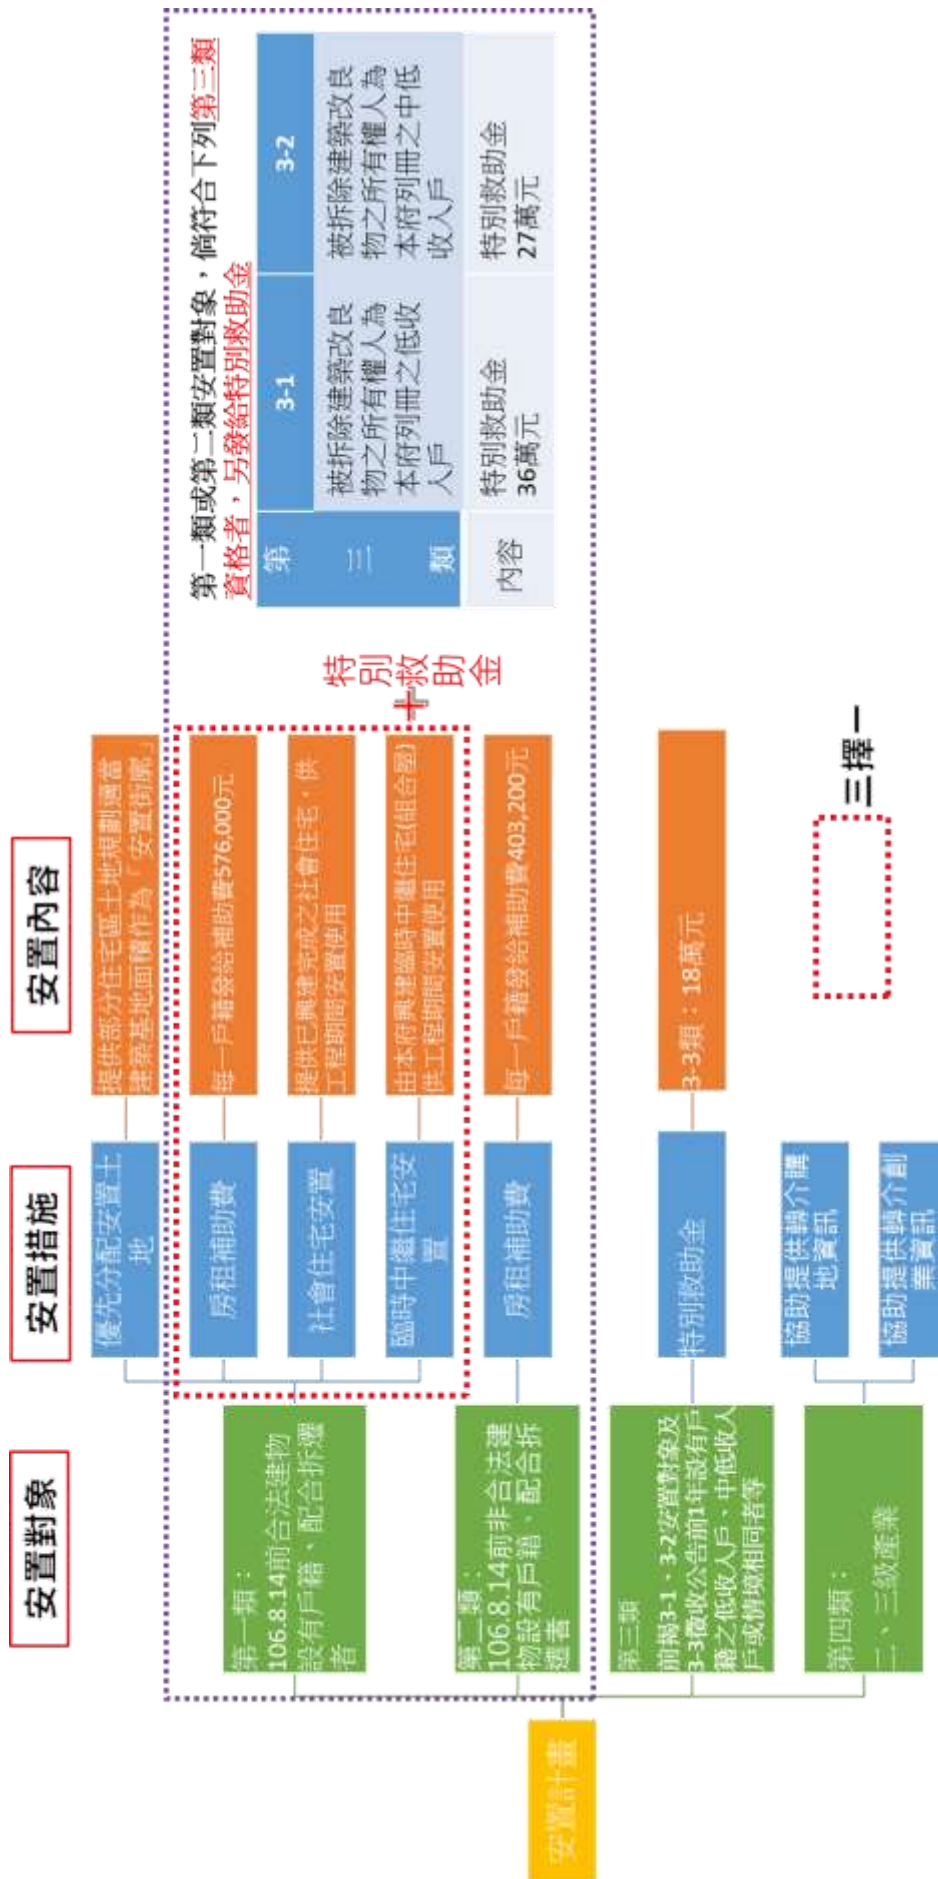 安置對象
安置措施
安置內容
安置計畫
第一類：
106.8.14前合法建物
設有戶籍、配合拆遷
者
優先分配安置土
地
提供部分住宅區土地規劃適當
建築基地面積作為「安置街廓」
房租補助費
每一戶籍發給補助費576,000元
社會住宅安置
提供已興建完成之社會住宅，供
工程期間安置使用
臨時中繼住宅安
置
由本府興建臨時中繼住宅(組合屋)
供工程期間安置使用
第二類：
106.8.14前非合法建
物設有戶籍、配合拆
遷者
房租補助費
每一戶籍發給補助費403,200元
第三類
前揭3-1、3-2安置對象及
3-3徵收公告前1年設有戶
籍之低收入戶、中低收入
戶或情境相同者等
特別救助金
3-3類：18萬元
第四類：
二、三級產業
協助提供轉介購
地資訊
協助提供轉介創
業資訊
三擇一
＋
特別救助金
第一類或第二類安置對象，倘符合下列第三類
資格者，另發給特別救助金
第三類
3-1
3-2
被拆除建築改良
物之所有權人為
本府列冊之低收
入戶
被拆除建築改良
物之所有權人為
本府列冊之中低
收入戶
內容
特別救助金
36萬元
特別救助金
27萬元